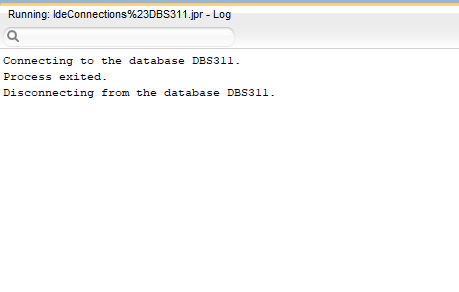 Running: IdeConnections%23DBS311.jpr - Log
Connecting to the database DBS311.
Process exited.
Disconnecting from the database DBS311.